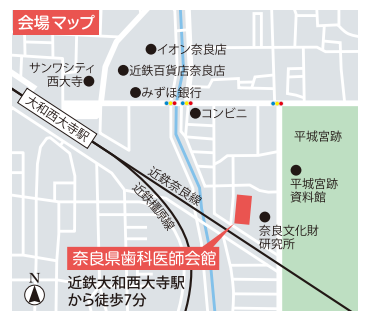 会場マップ
イオン奈良店
サンワシティ
西大寺
近鉄百貨店奈良店
みずほ銀行
大和西大寺駅
コンビニ
平城宮跡
近鉄奈良線
近鉄橿原線
平城宮跡
資料館
奈良文化財
研究所
奈良県歯科医師会館
N
近鉄大和西大寺駅
から徒歩7分